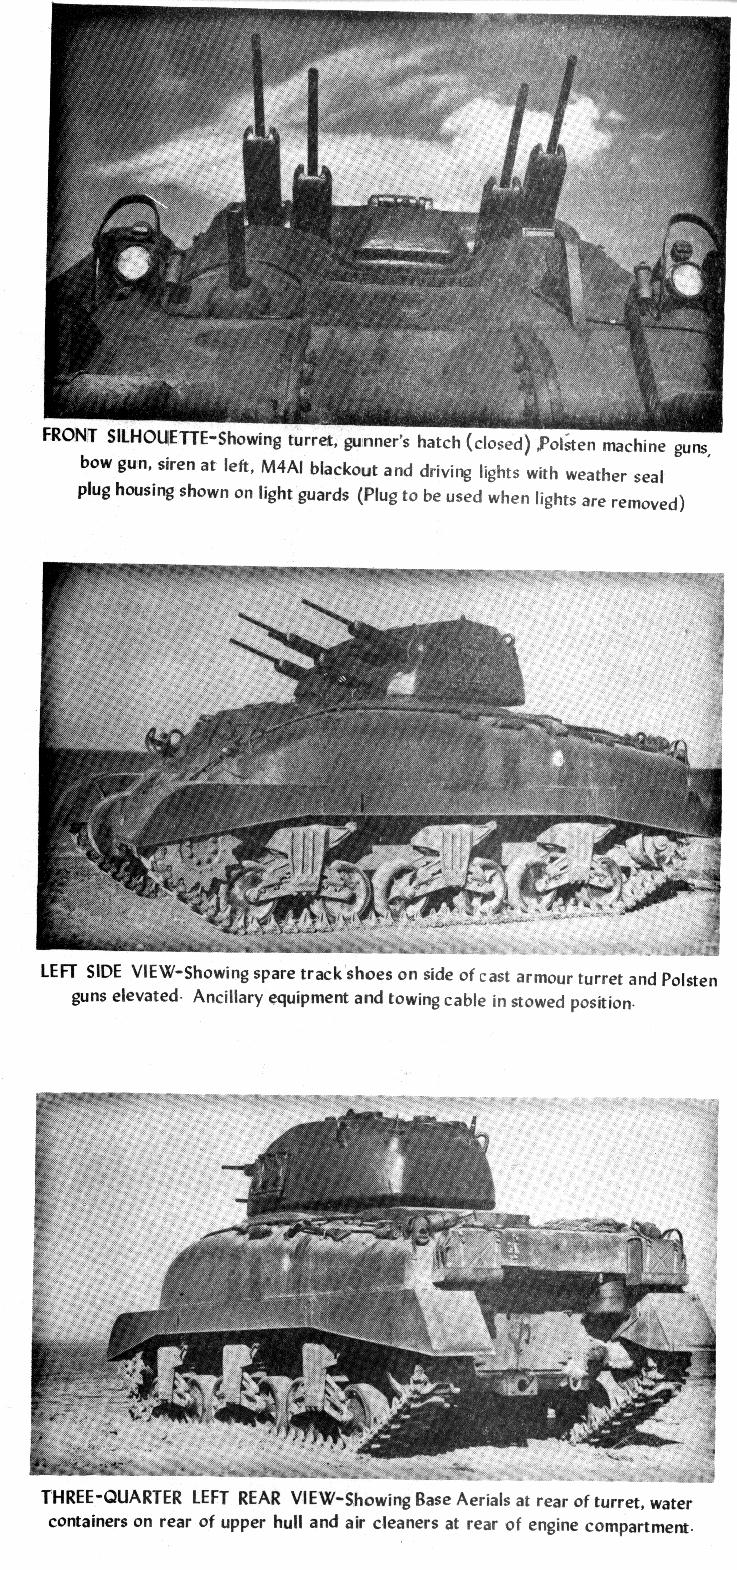 FRONT SILHOUETTE-Showing turret, gunner's hatch (closed) ,Polsten machine guns,
bow gun, siren at left, M4A1 blackout and driving lights with weather seal
plug housing shown on light guards (Plug to be used when lights are removed)
LEFT SIDE VIEW-Showing spare track shoes on side of cast armour turret and Polsten
guns elevated. Ancillary equipment and towing cable in stowed position.
THREE-QUARTER LEFT REAR VIEW-Showing Base Aerials at rear of turret, water
containers on rear of upper hull and air cleaners at rear of engine compartment.